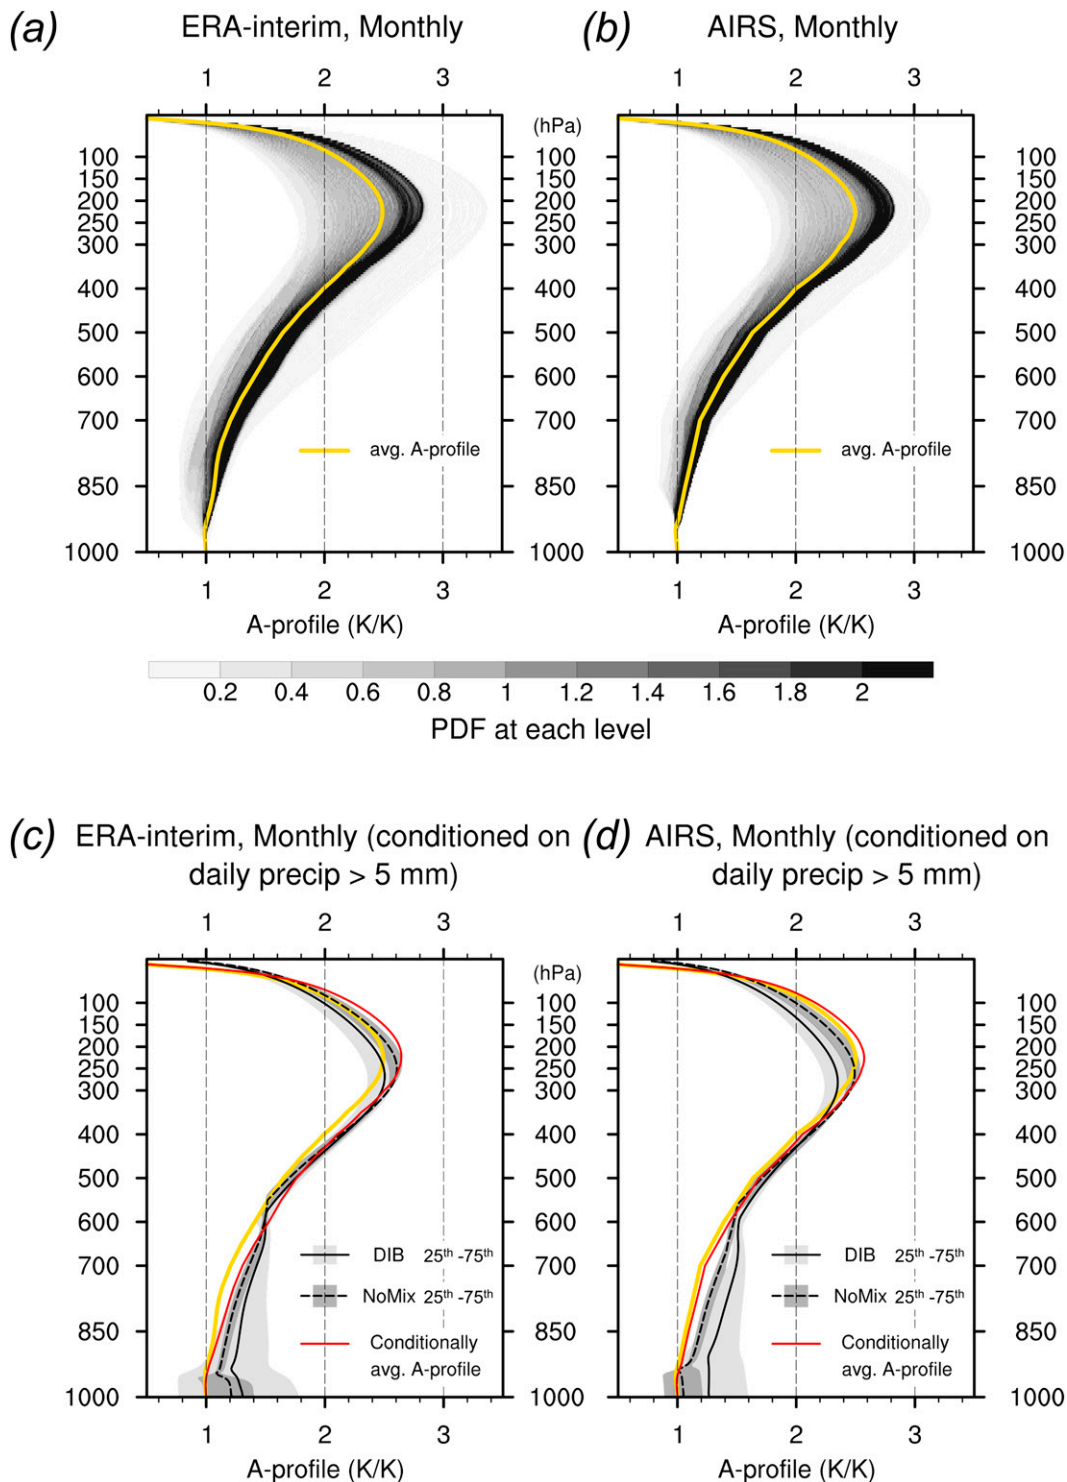 (a) ERA-interim, Monthly
1 2 3
100
150
200
250
300
400
500
600
700
850
1000
avg. A-profile
1 2 3
A-profile (K/K)
(b) AIRS, Monthly
1 2 3
(hPa)
100
150
200
250
300
400
500
600
700
850
1000
100
150
200
250
300
400
500
600
700
850
1000
avg. A-profile
1 2 3
A-profile (K/K)
0.2 0.4 0.6 0.8 1 1.2 1.4 1.6 1.8 2
PDF at each level
(c) ERA-interim, Monthly (conditioned on
daily precip > 5 mm)
1 2 3
100
150
200
250
300
400
500
600
700
850
1000
DIB 25th -75th
NoMix 25th -75th
Conditionally
avg. A-profile
1 2 3
A-profile (K/K)
(d) AIRS, Monthly (conditioned on
daily precip > 5 mm)
1 2 3
(hPa)
100
150
200
250
300
400
500
600
700
850
1000
100
150
200
250
300
400
500
600
700
850
1000
DIB 25th -75th
NoMix 25th -75th
Conditionally
avg. A-profile
1 2 3
A-profile (K/K)